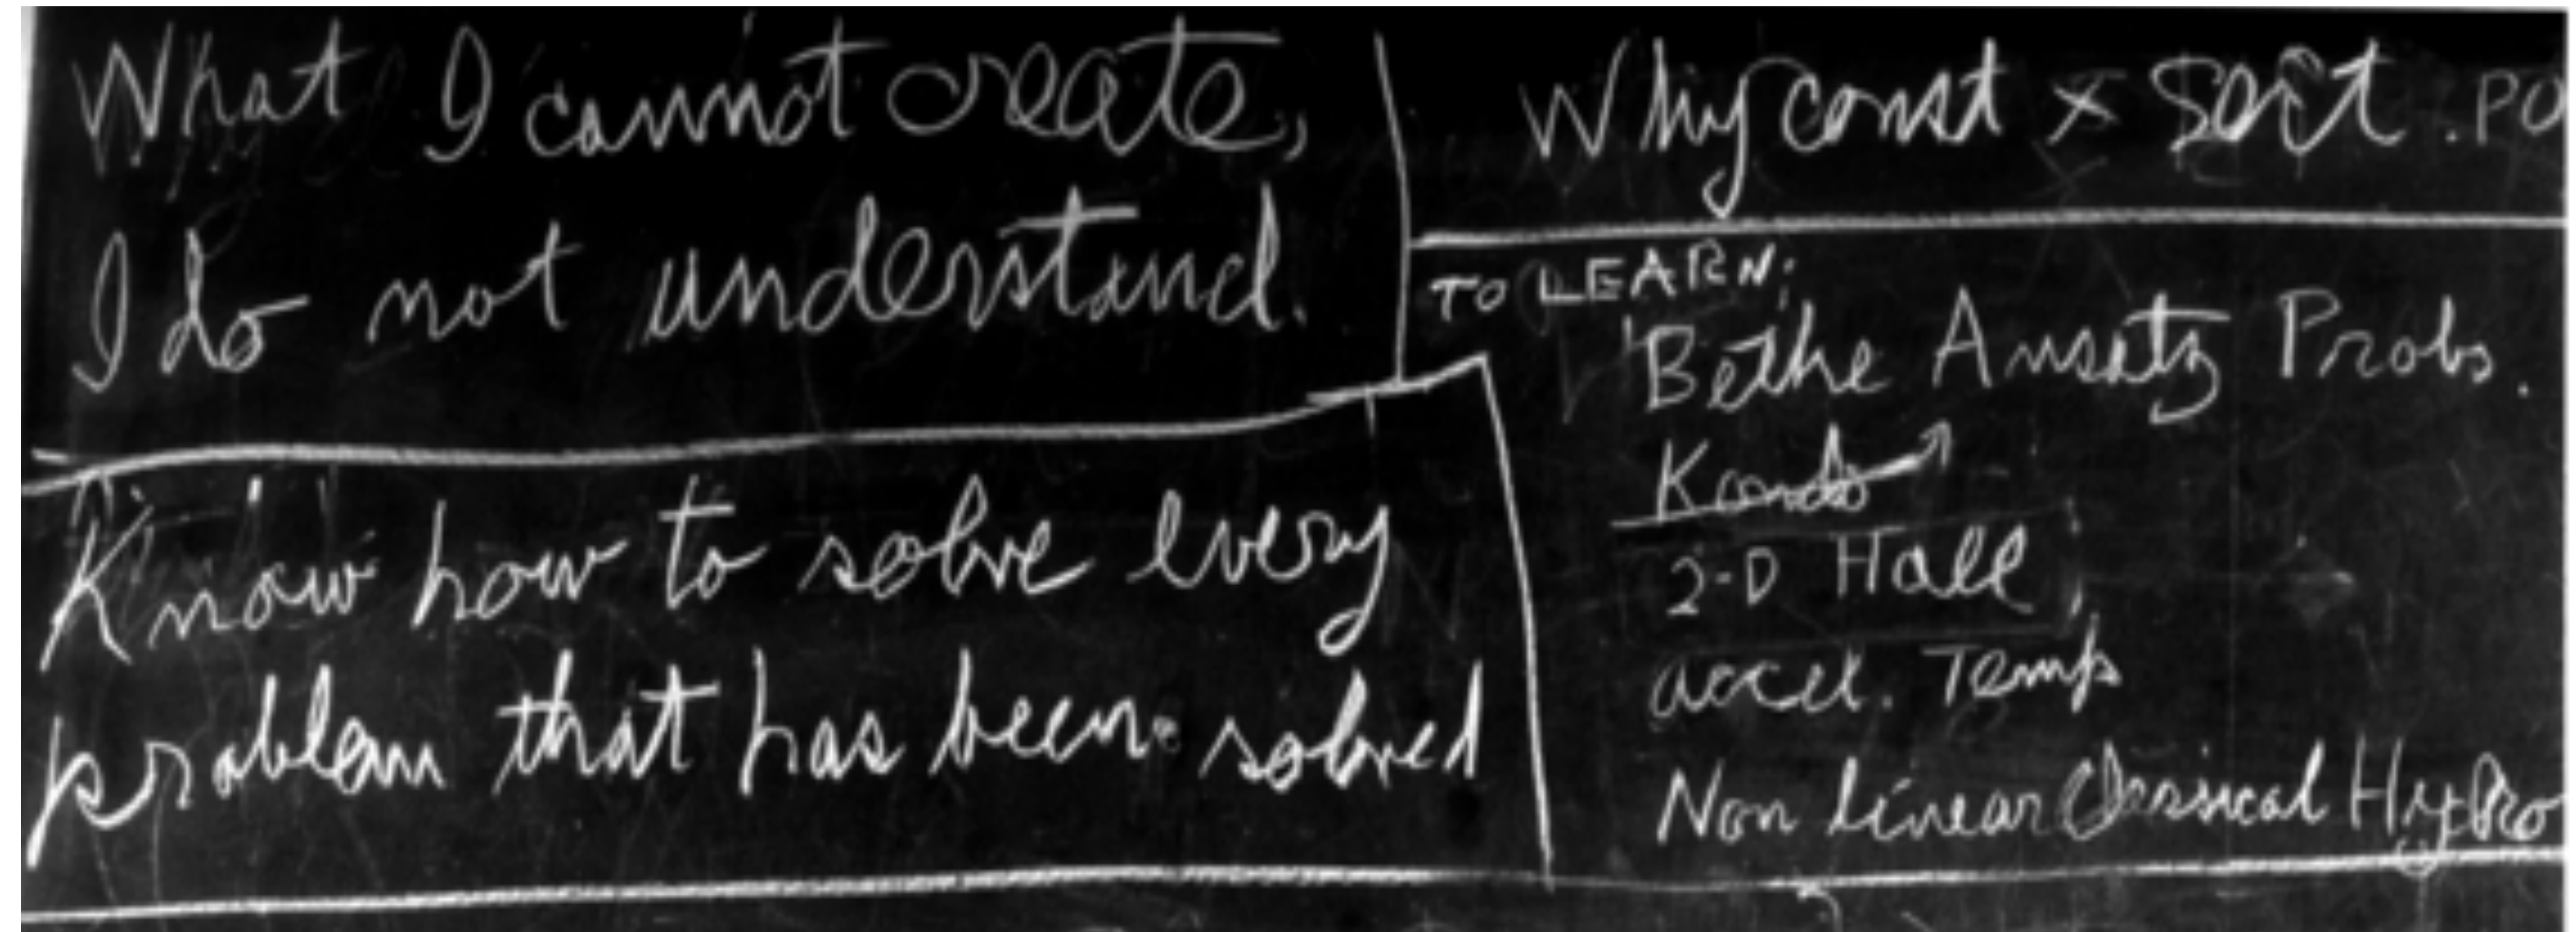 What I cannot create,
I do not understand.
Know how to solve every
problem that has been solved
Why const × sort . PO
TO LEARN:
Bethe Ansatz Probs.
Kondo
2-D Hall
accel. Temp
Non linear Classical Hydro